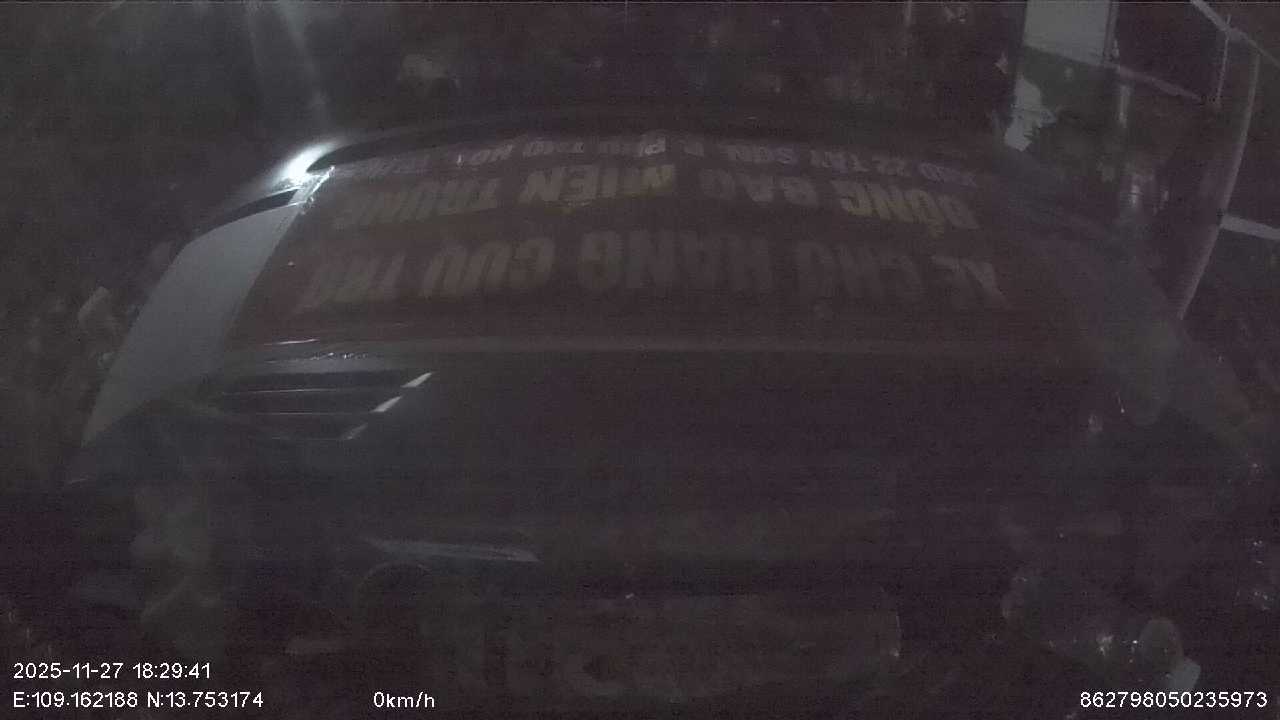 XE CHỞ HÀNG CỨU TRỢ
ĐỒNG BÀO MIỀN TRUNG
2025-11-27 18:29:41
E:109.162188 N:13.753174
0km/h
862798050235973